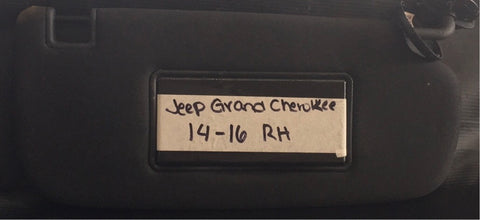 Jeep Grand Cherokee
14-16 RH